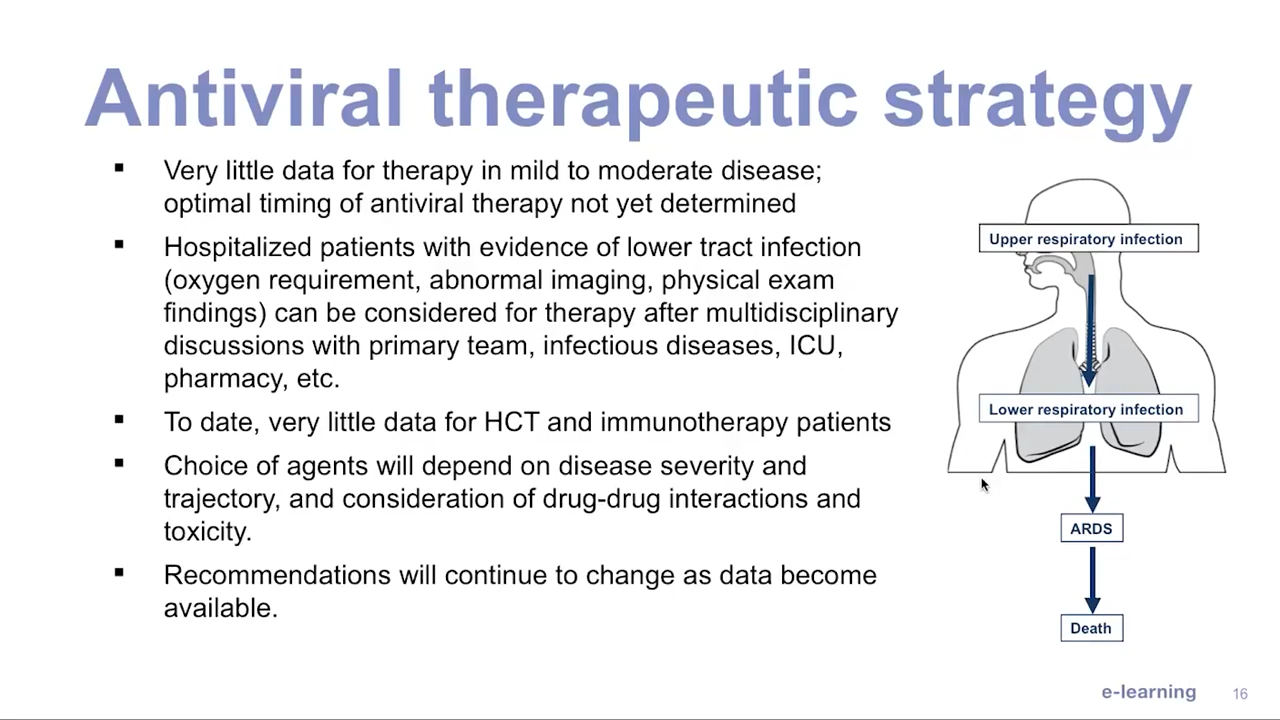 Antiviral therapeutic strategy
▪ Very little data for therapy in mild to moderate disease;
optimal timing of antiviral therapy not yet determined
▪ Hospitalized patients with evidence of lower tract infection
(oxygen requirement, abnormal imaging, physical exam
findings) can be considered for therapy after multidisciplinary
discussions with primary team, infectious diseases, ICU,
pharmacy, etc.
▪ To date, very little data for HCT and immunotherapy patients
▪ Choice of agents will depend on disease severity and
trajectory, and consideration of drug-drug interactions and
toxicity.
▪ Recommendations will continue to change as data become
available.
Upper respiratory infection
Lower respiratory infection
ARDS
Death
e-learning
16